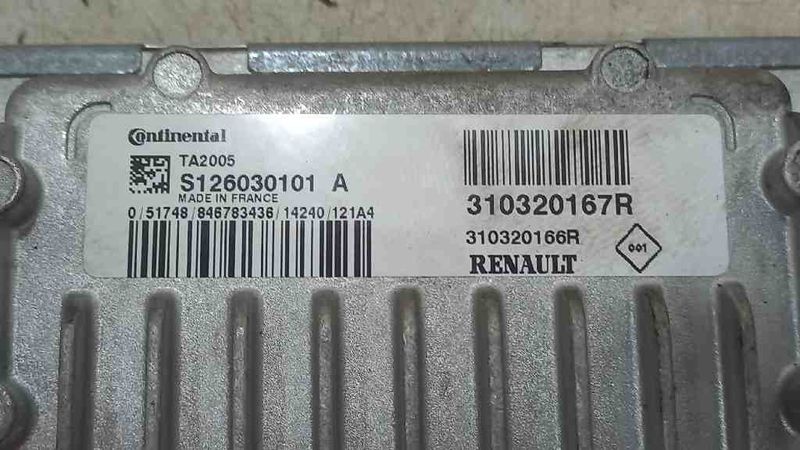 Continental
TA2005
S126030101 A
MADE IN FRANCE
0/51748/846783436/14240/121A4
310320167R
310320166R
001
RENAULT